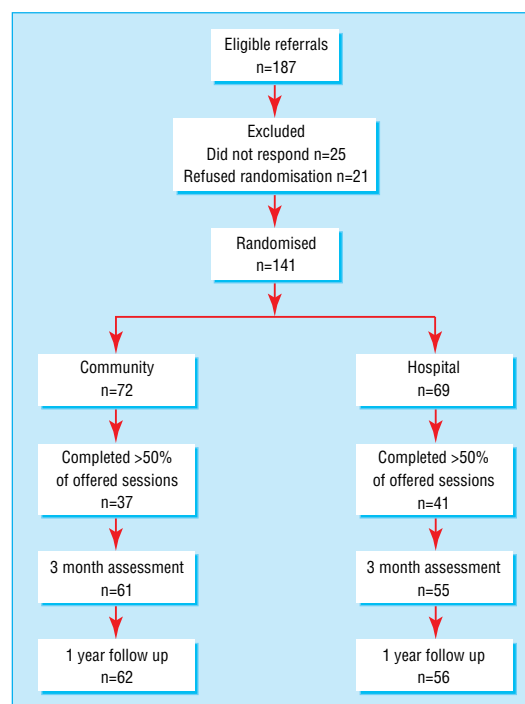 Eligible referrals
n=187
Excluded
Did not respond n=25
Refused randomisation n=21
Randomised
n=141
Community
n=72
Hospital
n=69
Completed >50%
of offered sessions
n=37
Completed >50%
of offered sessions
n=41
3 month assessment
n=61
3 month assessment
n=55
1 year follow up
n=62
1 year follow up
n=56